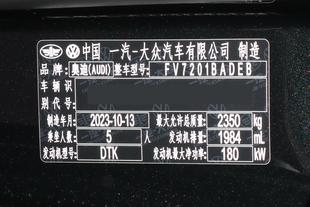 中国 一汽-大众汽车有限公司 制造
品牌 奥迪(AUDI) 整车型号 FV7201BADEB
车辆识
别代号
制造年月 2023-10-13 最大允许总质量 2350 kg
乘坐人数 5 发动机排量 1984 mL
发动机型号 DTK 发动机最大净功率 180 kW